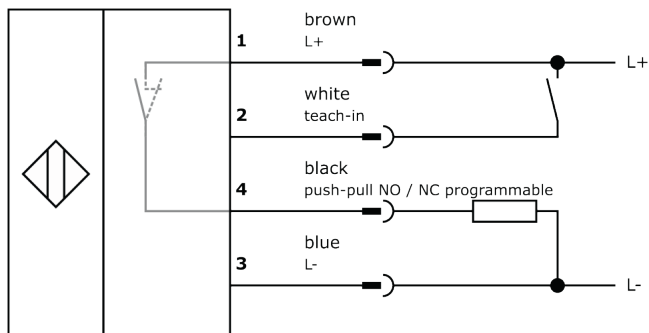 brown
1 L+
L+
white
2 teach-in
black
4 push-pull NO / NC programmable
blue
3 L-
L-